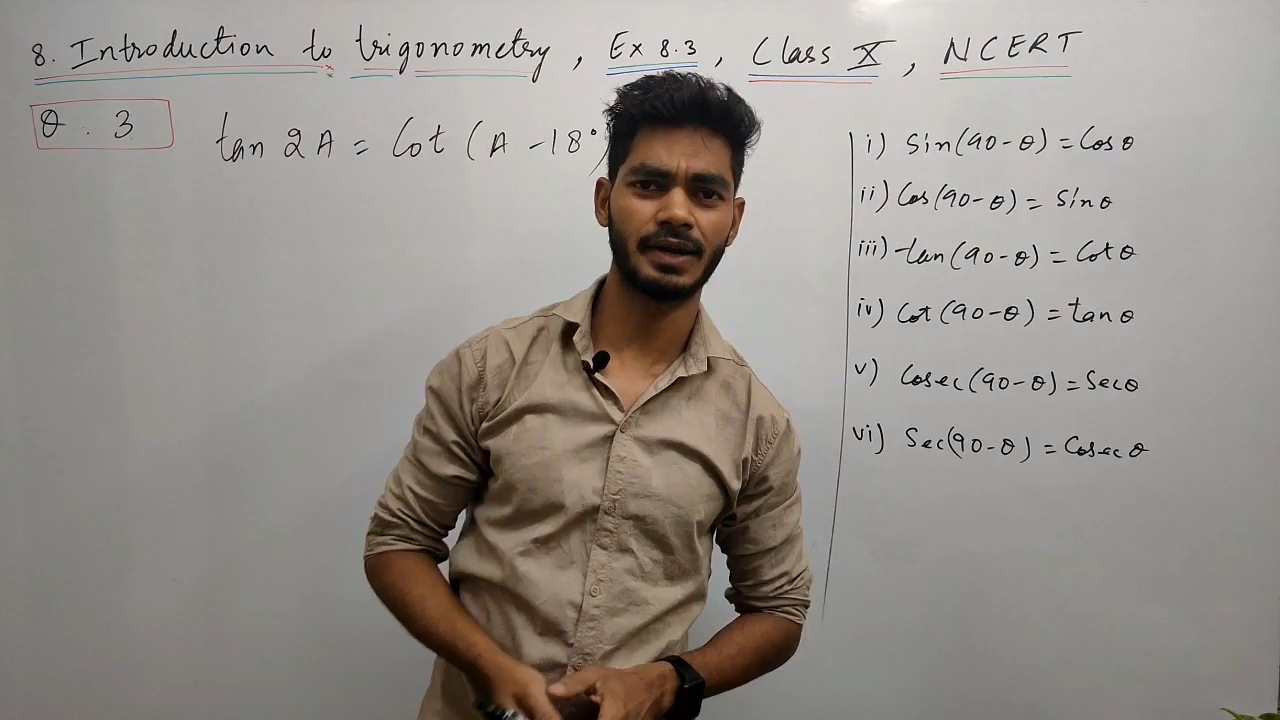 8. Introduction to trigonometry, Ex 8.3, Class X, NCERT
Q. 3
tan 2A = Cot (A - 18°)
i) Sin(90-θ) = Cosθ
ii) Cos(90-θ) = Sinθ
iii) tan(90-θ) = Cotθ
iv) Cot(90-θ) = tanθ
v) Cosec(90-θ) = Secθ
vi) Sec(90-θ) = Cosecθ